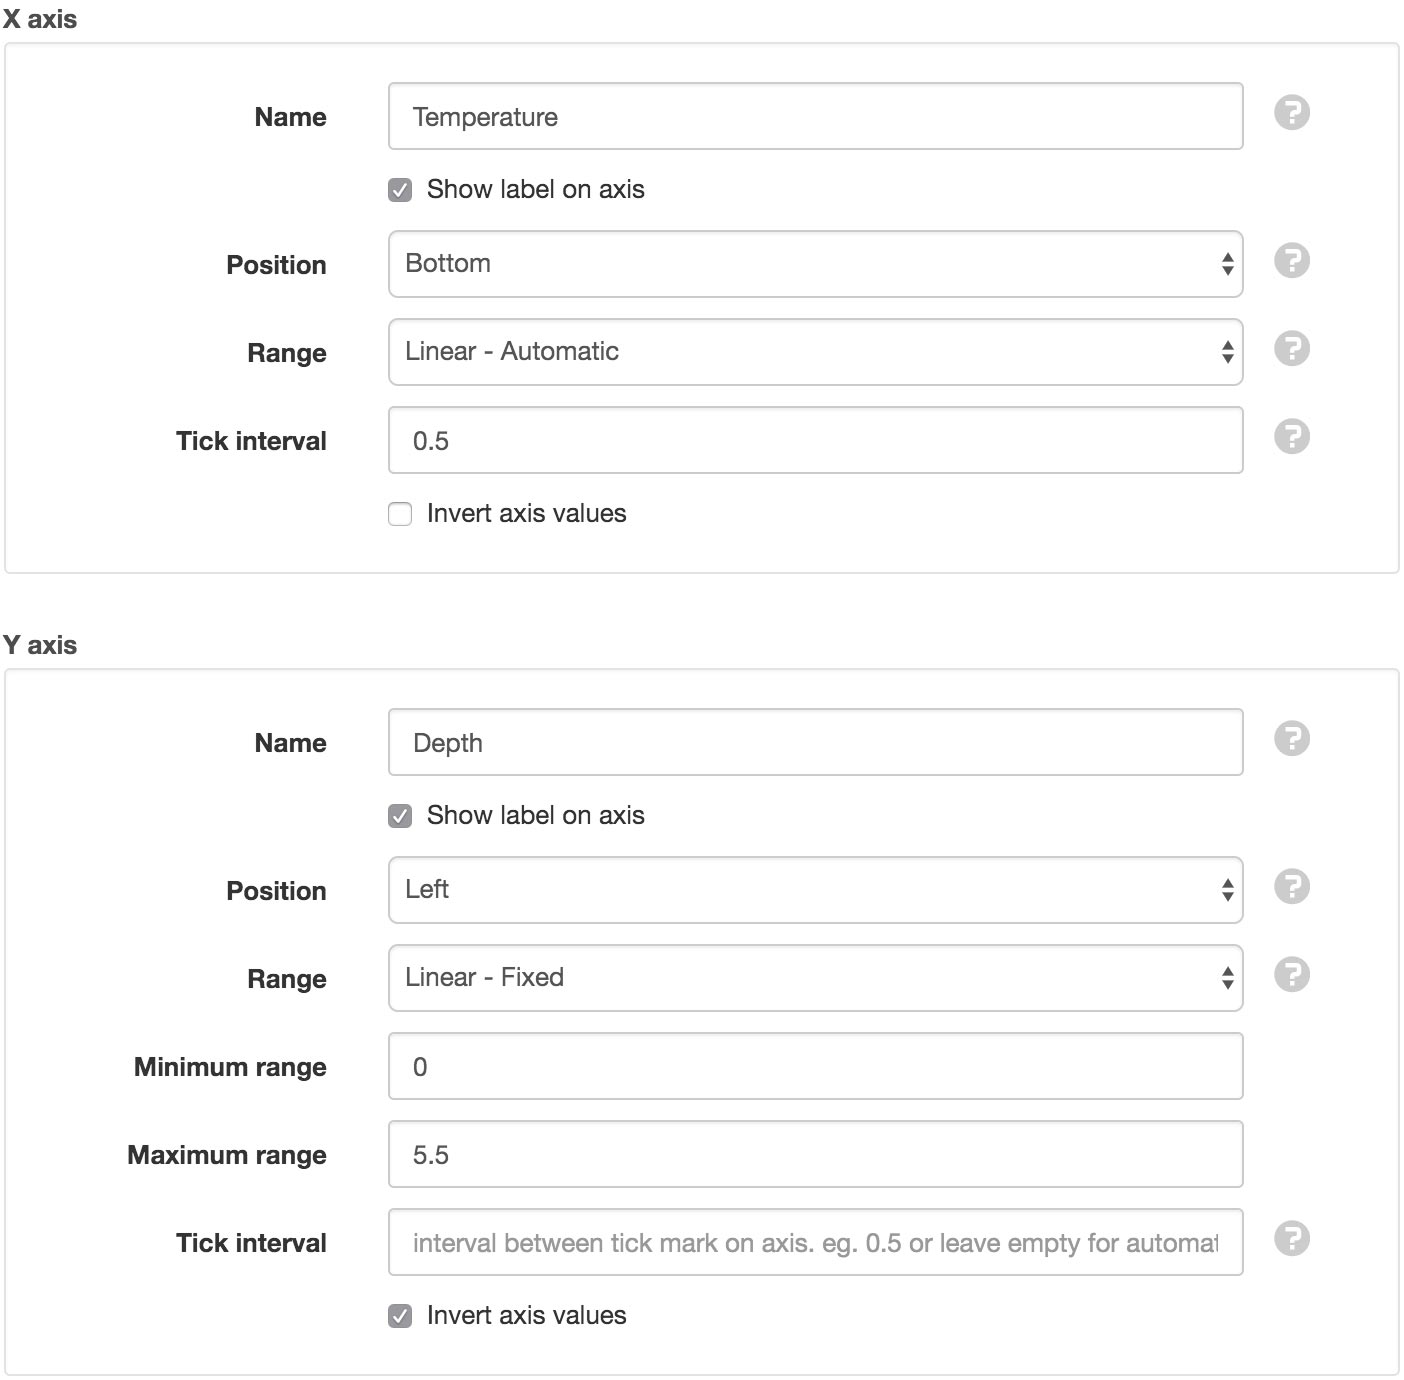 X axis
Name
Temperature
?
Show label on axis
Position
Bottom
?
Range
Linear - Automatic
?
Tick interval
0.5
?
Invert axis values
Y axis
Name
Depth
?
Show label on axis
Position
Left
?
Range
Linear - Fixed
?
Minimum range
0
Maximum range
5.5
Tick interval
interval between tick mark on axis. eg. 0.5 or leave empty for automat
?
Invert axis values